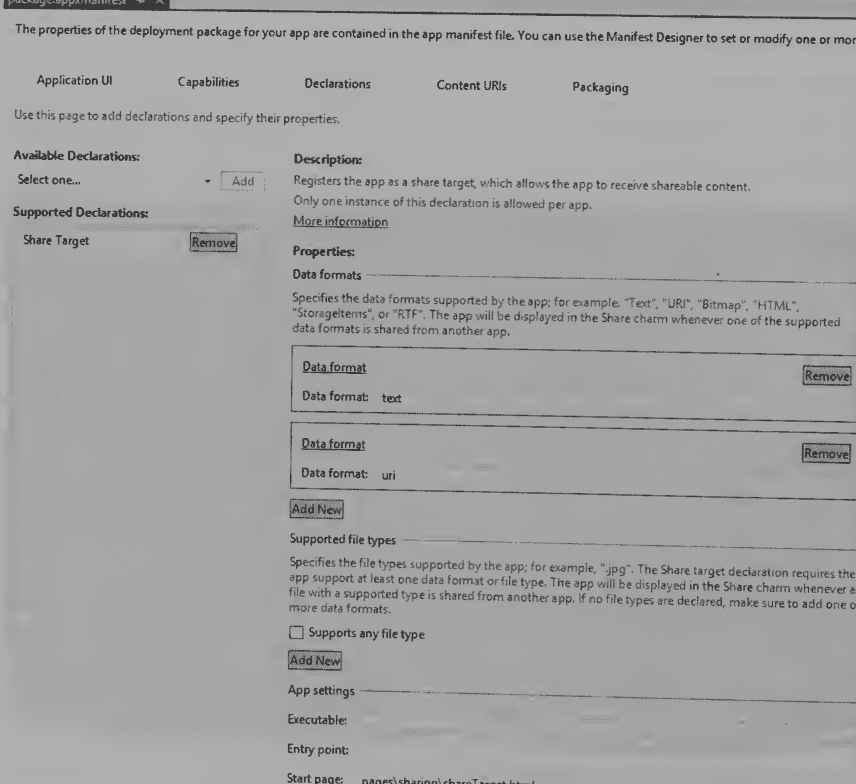 package.appxmanifest
The properties of the deployment package for your app are contained in the app manifest file. You can use the Manifest Designer to set or modify one or mor
Application UI Capabilities Declarations Content URIs Packaging
Use this page to add declarations and specify their properties.
Available Declarations:
Select one... Add
Supported Declarations:
Share Target Remove
Description:
Registers the app as a share target, which allows the app to receive shareable content.
Only one instance of this declaration is allowed per app.
More information
Properties:
Data formats
Specifies the data formats supported by the app; for example: "Text", "URI", "Bitmap", "HTML",
"StorageItems", or "RTF". The app will be displayed in the Share charm whenever one of the supported
data formats is shared from another app.
Data format Remove
Data format: text
Data format Remove
Data format: uri
Add New
Supported file types
Specifies the file types supported by the app; for example, ".jpg". The Share target declaration requires the
app support at least one data format or file type. The app will be displayed in the Share charm whenever a
file with a supported type is shared from another app. If no file types are declared, make sure to add one o
more data formats.
Supports any file type
Add New
App settings
Executable:
Entry point:
Start page: pages\sharing\shareTarget.html